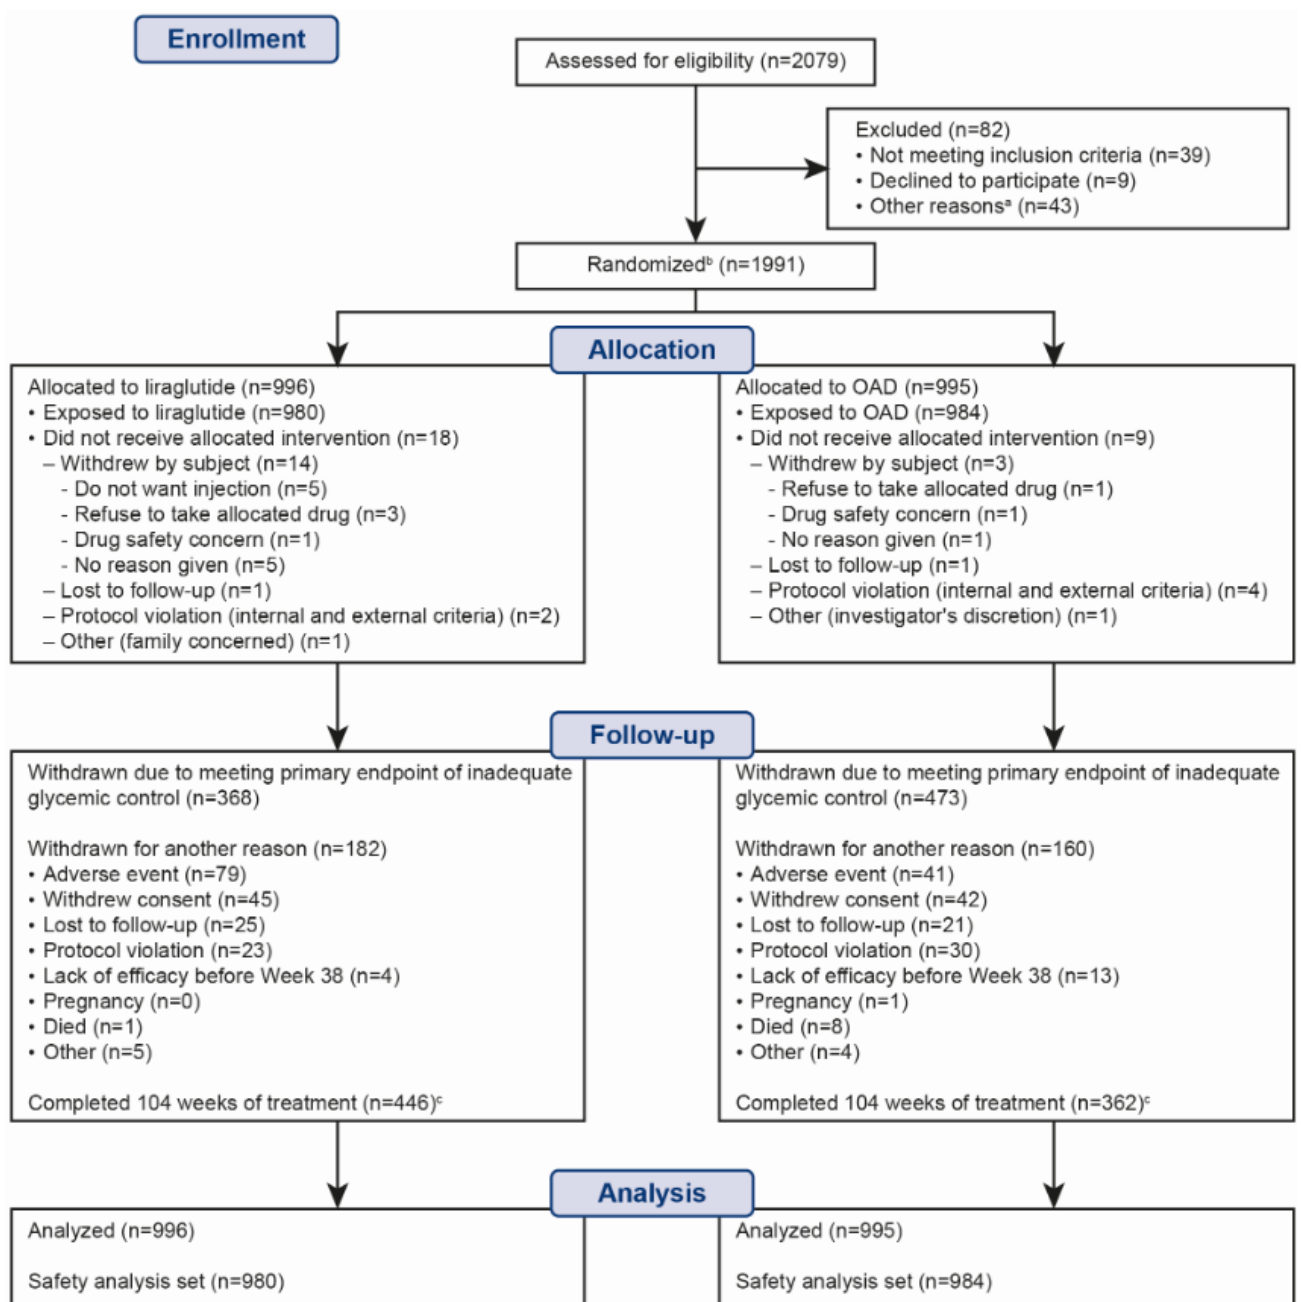 Enrollment
Assessed for eligibility (n=2079)
Excluded (n=82)
• Not meeting inclusion criteria (n=39)
• Declined to participate (n=9)
• Other reasonsª (n=43)
Randomizedᵇ (n=1991)
Allocation
Allocated to liraglutide (n=996)
• Exposed to liraglutide (n=980)
• Did not receive allocated intervention (n=18)
– Withdrew by subject (n=14)
- Do not want injection (n=5)
- Refuse to take allocated drug (n=3)
- Drug safety concern (n=1)
- No reason given (n=5)
– Lost to follow-up (n=1)
– Protocol violation (internal and external criteria) (n=2)
– Other (family concerned) (n=1)
Allocated to OAD (n=995)
• Exposed to OAD (n=984)
• Did not receive allocated intervention (n=9)
– Withdrew by subject (n=3)
- Refuse to take allocated drug (n=1)
- Drug safety concern (n=1)
- No reason given (n=1)
– Lost to follow-up (n=1)
– Protocol violation (internal and external criteria) (n=4)
– Other (investigator's discretion) (n=1)
Follow-up
Withdrawn due to meeting primary endpoint of inadequate
glycemic control (n=368)
Withdrawn for another reason (n=182)
• Adverse event (n=79)
• Withdrew consent (n=45)
• Lost to follow-up (n=25)
• Protocol violation (n=23)
• Lack of efficacy before Week 38 (n=4)
• Pregnancy (n=0)
• Died (n=1)
• Other (n=5)
Completed 104 weeks of treatment (n=446)ᶜ
Withdrawn due to meeting primary endpoint of inadequate
glycemic control (n=473)
Withdrawn for another reason (n=160)
• Adverse event (n=41)
• Withdrew consent (n=42)
• Lost to follow-up (n=21)
• Protocol violation (n=30)
• Lack of efficacy before Week 38 (n=13)
• Pregnancy (n=1)
• Died (n=8)
• Other (n=4)
Completed 104 weeks of treatment (n=362)ᶜ
Analysis
Analyzed (n=996)
Safety analysis set (n=980)
Analyzed (n=995)
Safety analysis set (n=984)